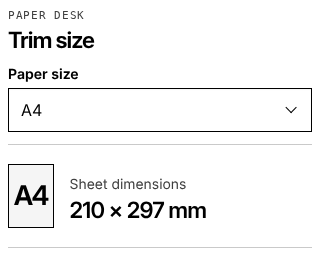 PAPER DESK
Trim size
Paper size
A4
A4
Sheet dimensions
210 × 297 mm